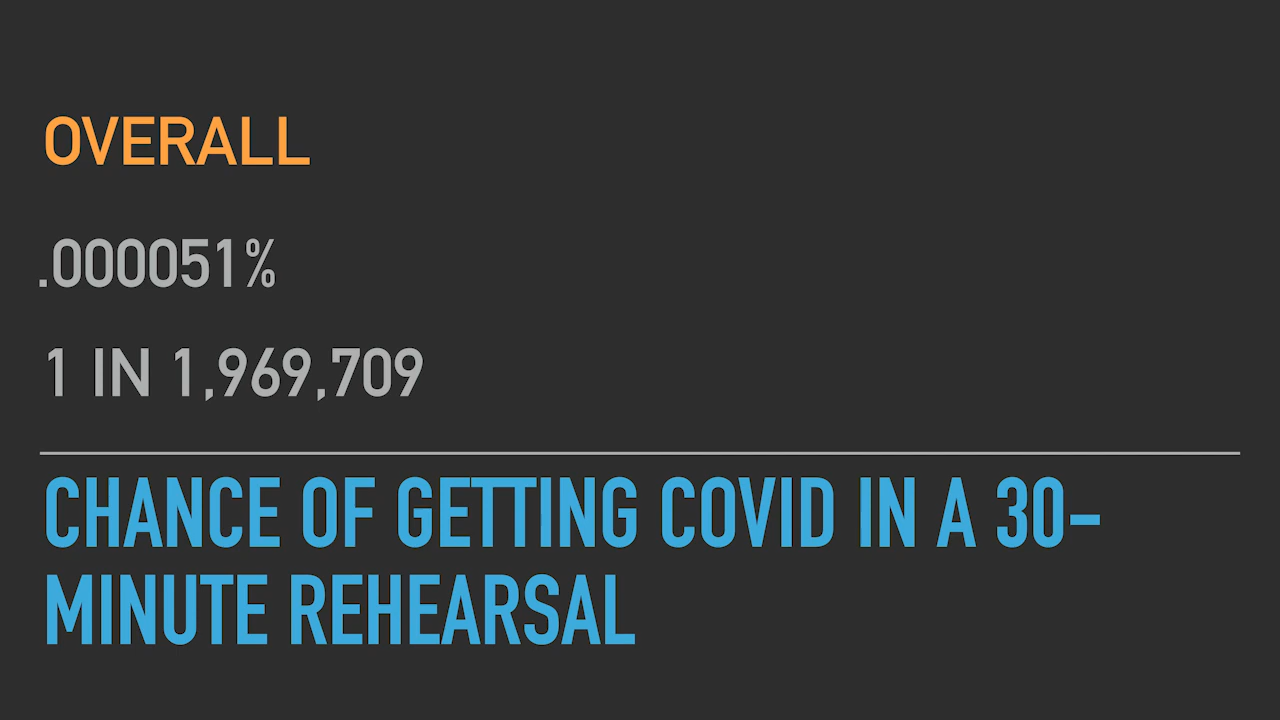 OVERALL
.000051%
1 IN 1,969,709
CHANCE OF GETTING COVID IN A 30-
MINUTE REHEARSAL